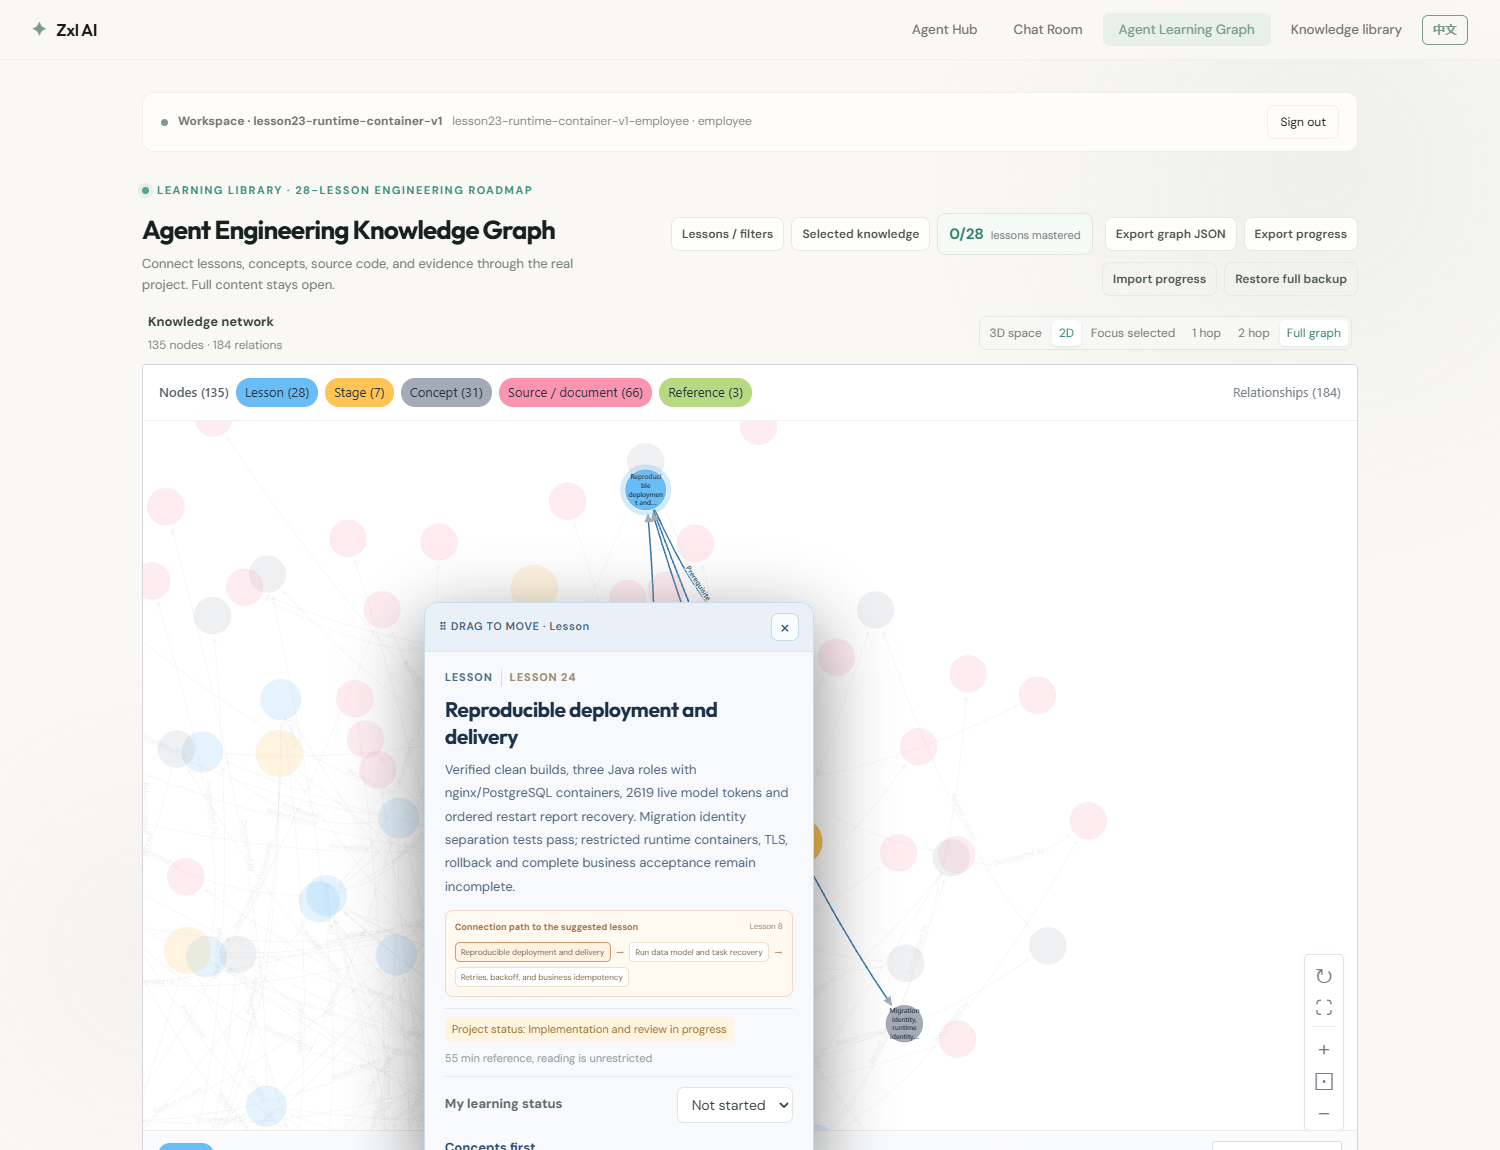 Zxl AI
Agent Hub
Chat Room
Agent Learning Graph
Knowledge library
中文
Workspace · lesson23-runtime-container-v1 lesson23-runtime-container-v1-employee · employee
Sign out
LEARNING LIBRARY · 28-LESSON ENGINEERING ROADMAP
Agent Engineering Knowledge Graph
Lessons / filters
Selected knowledge
0/28 lessons mastered
Export graph JSON
Export progress
Connect lessons, concepts, source code, and evidence through the real
project. Full content stays open.
Import progress
Restore full backup
Knowledge network
135 nodes · 184 relations
3D space
2D
Focus selected
1 hop
2 hop
Full graph
Nodes (135)
Lesson (28)
Stage (7)
Concept (31)
Source / document (66)
Reference (3)
Relationships (184)
Reproduci
ble
deploymen
t and...
Prerequisite
⠿ DRAG TO MOVE · Lesson
×
LESSON
LESSON 24
Reproducible deployment and
delivery
Verified clean builds, three Java roles with
nginx/PostgreSQL containers, 2619 live model tokens and
ordered restart report recovery. Migration identity
separation tests pass; restricted runtime containers, TLS,
rollback and complete business acceptance remain
incomplete.
Connection path to the suggested lesson
Lesson 8
Reproducible deployment and delivery → Run data model and task recovery →
Retries, backoff, and business idempotency
Project status: Implementation and review in progress
55 min reference, reading is unrestricted
My learning status
Not started
Concepts first
Migration
identity,
runtime
identity...